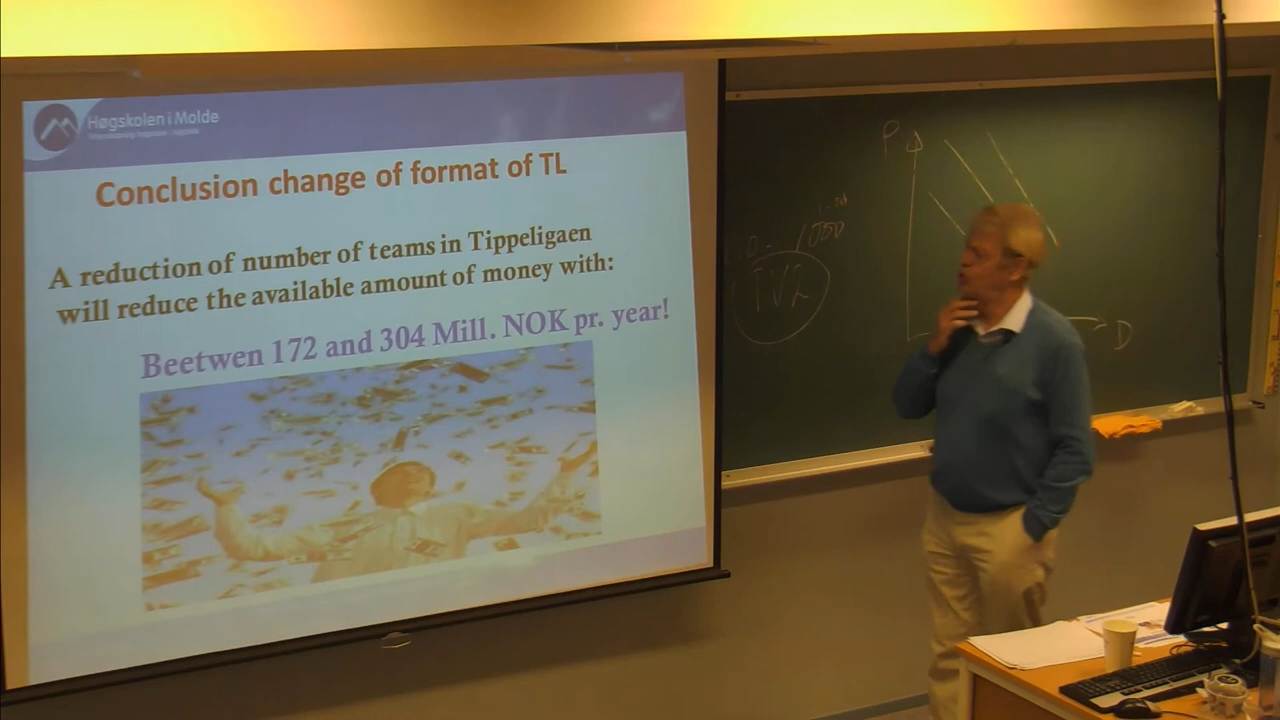 Høgskolen i Molde
Conclusion change of format of TL
A reduction of number of teams in Tippeligaen
will reduce the available amount of money with:
Beetwen 172 and 304 Mill. NOK pr. year!
TV2
P
D